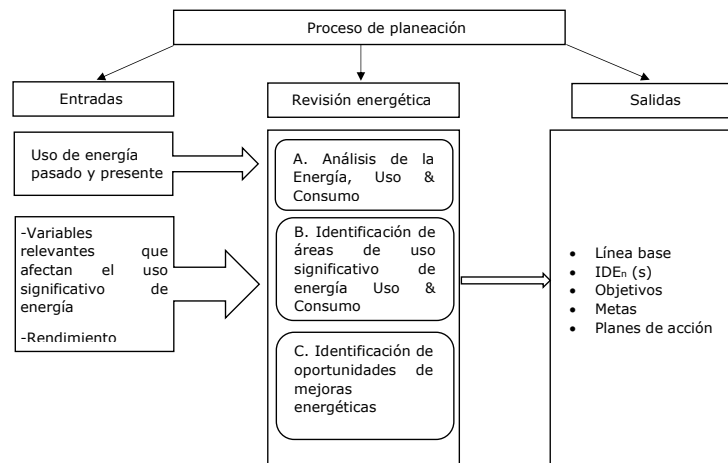 Proceso de planeación
Entradas
Revisión energética
Salidas
Uso de energía
pasado y presente
-Variables
relevantes que
afectan el uso
significativo de
energía
-Rendimiento
A. Análisis de la
Energía, Uso &
Consumo
B. Identificación de
áreas de uso
significativo de
energía Uso &
Consumo
C. Identificación de
oportunidades de
mejoras
energéticas
• Línea base
• IDEn (s)
• Objetivos
• Metas
• Planes de acción